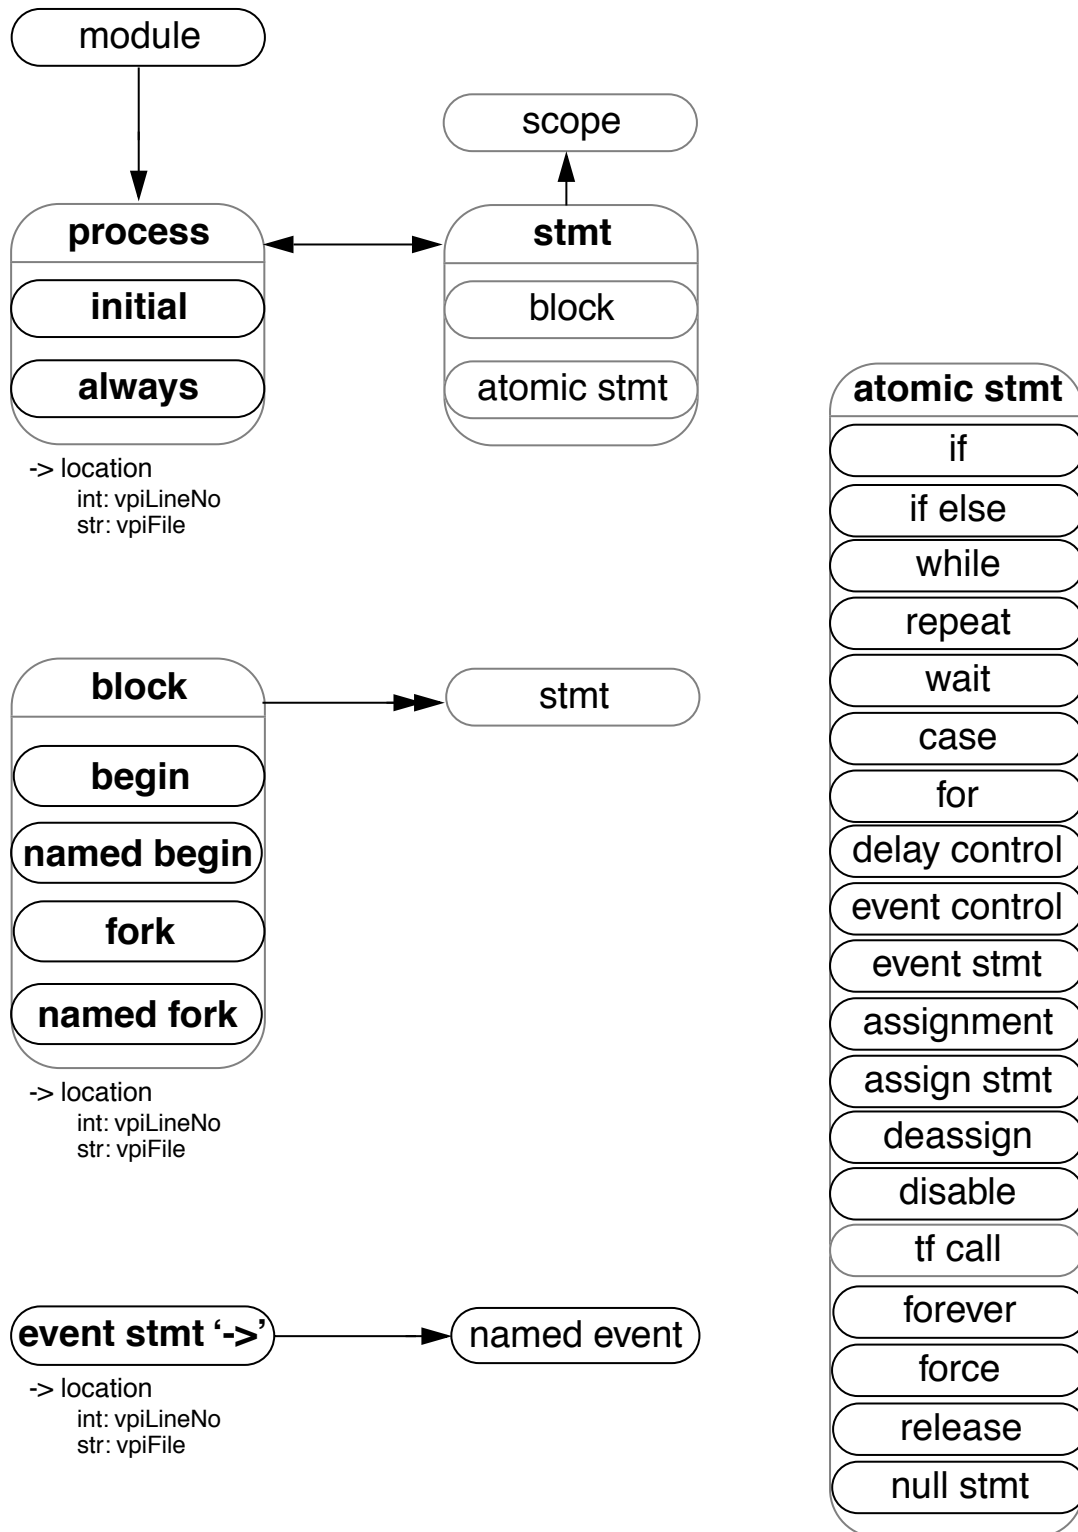 module
scope
process
stmt
initial
block
always
atomic stmt
-> location
int: vpiLineNo
str: vpiFile
block
stmt
begin
named begin
fork
named fork
-> location
int: vpiLineNo
str: vpiFile
event stmt ‘->’
named event
-> location
int: vpiLineNo
str: vpiFile
atomic stmt
if
if else
while
repeat
wait
case
for
delay control
event control
event stmt
assignment
assign stmt
deassign
disable
tf call
forever
force
release
null stmt